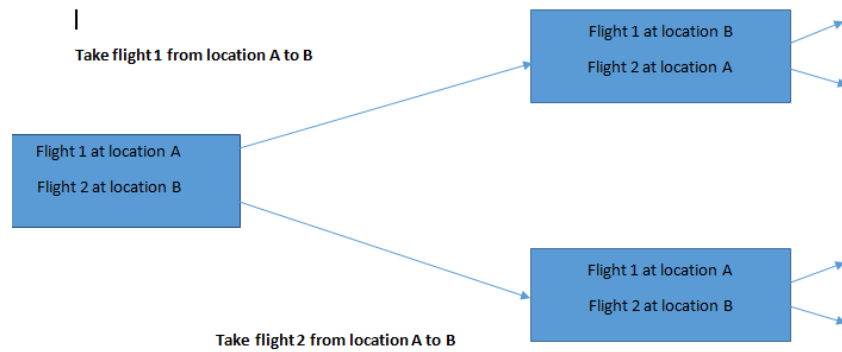 Take flight 1 from location A to B
Flight 1 at location B
Flight 2 at location A
Flight 1 at location A
Flight 2 at location B
Flight 1 at location A
Flight 2 at location B
Take flight 2 from location A to B